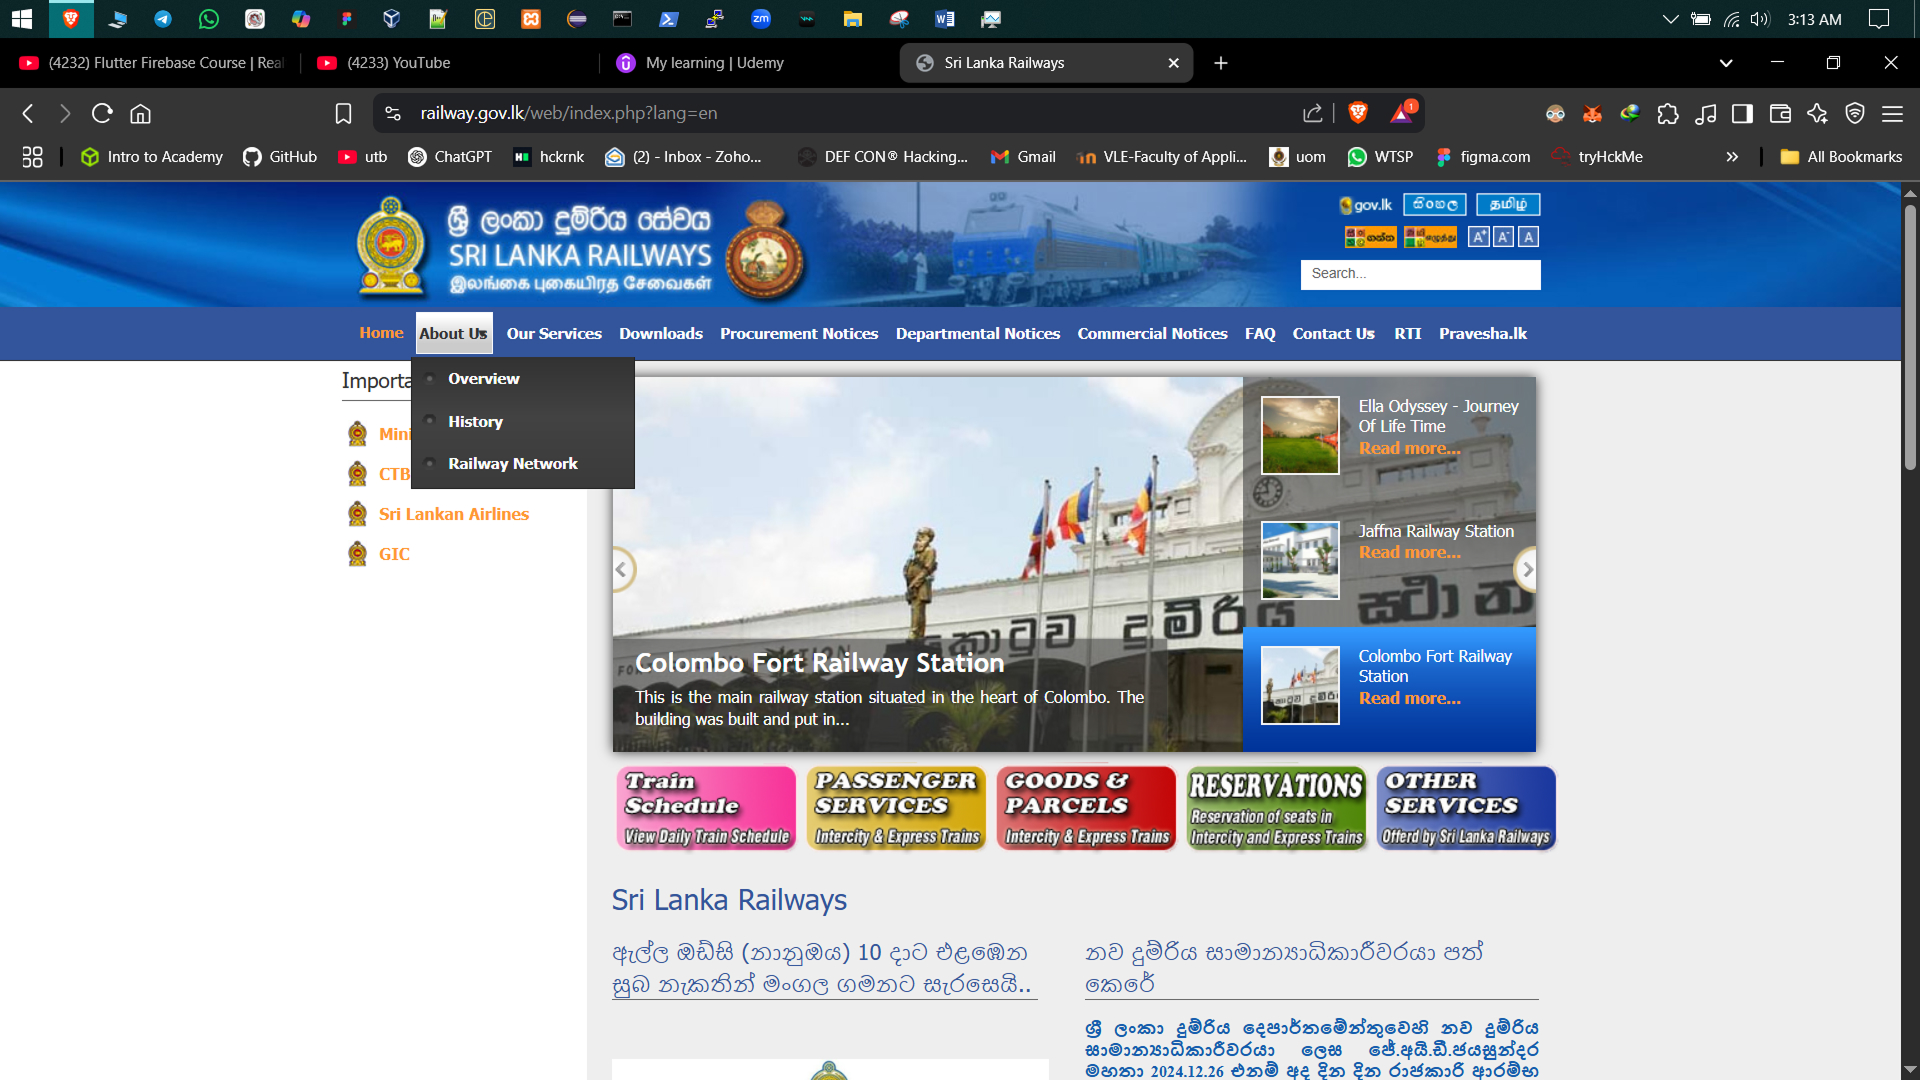 3:13 AM
(4232) Flutter Firebase Course | Real
(4233) YouTube
My learning | Udemy
Sri Lanka Railways
railway.gov.lk/web/index.php?lang=en
1
Intro to Academy
GitHub
utb
ChatGPT
hckrnk
(2) - Inbox - Zoho...
DEF CON® Hacking...
Gmail
VLE-Faculty of Appli...
uom
WTSP
figma.com
tryHckMe
All Bookmarks
ශ්‍රී ලංකා දුම්රිය සේවය
SRI LANKA RAILWAYS
இலங்கை புகையிரத சேவைகள்
gov.lk
සිංහල
தமிழ்
A+ A- A
Search...
Home
About Us
Our Services
Downloads
Procurement Notices
Departmental Notices
Commercial Notices
FAQ
Contact Us
RTI
Pravesha.lk
Overview
History
Railway Network
Importa
Mini
CTB
Sri Lankan Airlines
GIC
කොටුව දුම්රිය ස්ථාන
Colombo Fort Railway Station
This is the main railway station situated in the heart of Colombo. The
building was built and put in...
Ella Odyssey - Journey
Of Life Time
Read more...
Jaffna Railway Station
Read more...
Colombo Fort Railway
Station
Read more...
Train
Schedule
View Daily Train Schedule
PASSENGER
SERVICES
Intercity & Express Trains
GOODS &
PARCELS
Intercity & Express Trains
RESERVATIONS
Reservation of seats in
Intercity and Express Trains
OTHER
SERVICES
Offerd by Sri Lanka Railways
Sri Lanka Railways
ඇල්ල ඔඩ්සි (නානුඔය) 10 දාට එළඹෙන
සුබ නැකතින් මංගල ගමනට සැරසෙයි..
නව දුම්රිය සාමාන්‍යාධිකාරීවරයා පත්
කෙරේ
ශ්‍රී ලංකා දුම්රිය දෙපාර්තමේන්තුවෙහි නව දුම්රිය
සාමාන්‍යාධිකාරීවරයා ලෙස ජේ.අයි.ඩී.ජයසුන්දර
මහතා 2024.12.26 එනම් අද දින දින රාජකාරී ආරම්භ